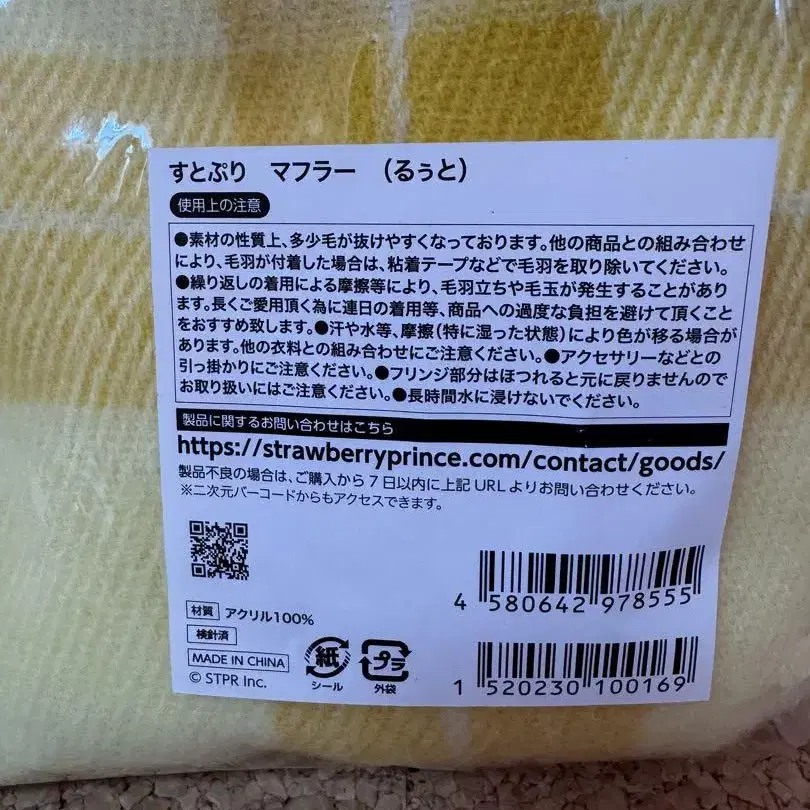 すとぷり　マフラー　（るぅと）
使用上の注意
●素材の性質上、多少毛が抜けやすくなっております。他の商品との組み合わせ
により、毛羽が付着した場合は、粘着テープなどで毛羽を取り除いてください。
●繰り返しの着用による摩擦等により、毛羽立ちや毛玉が発生することがあり
ます。長くご愛用頂く為に連日の着用等、商品への過度な負担を避けて頂くこと
をおすすめ致します。●汗や水等、摩擦（特に湿った状態）により色が移る場合が
あります。他の衣料との組み合わせにご注意ください。●アクセサリーなどとの
引っ掛かりにご注意ください。●フリンジ部分はほつれると元に戻りませんので
お取り扱いにはご注意ください。●長時間水に浸けないでください。
製品に関するお問い合わせはこちら
https://strawberryprince.com/contact/goods/
製品不良の場合は、ご購入から7日以内に上記URLよりお問い合わせください。
※二次元バーコードからもアクセスできます。
4 580642 978555
材質 アクリル100%
検針済
MADE IN CHINA
© STPR Inc.
紙
シール
プラ
外袋
1 520230 100169